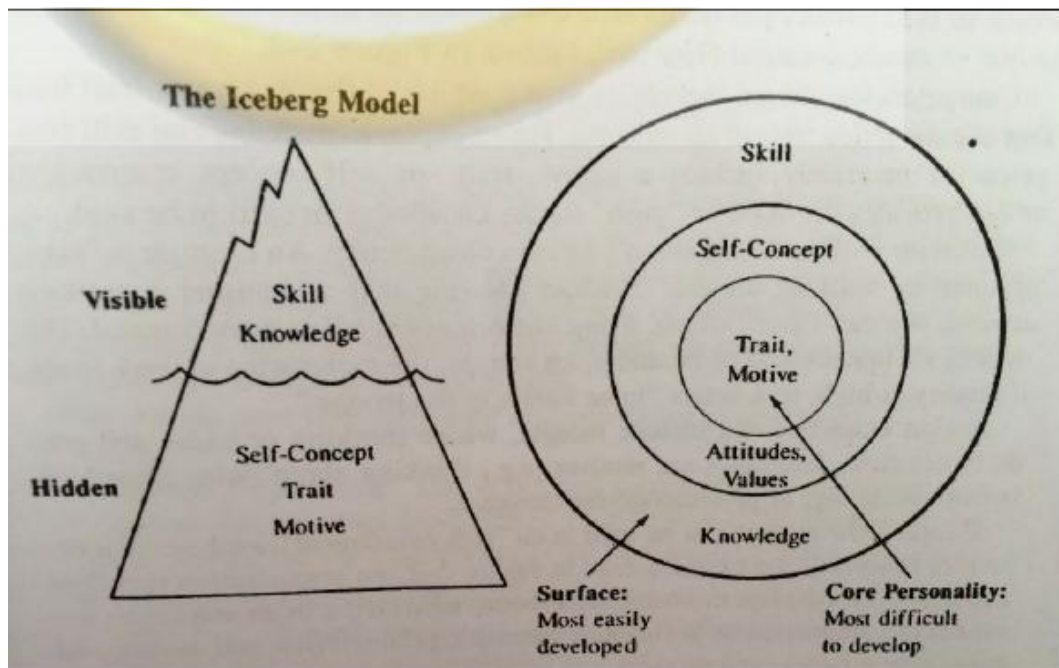 The Iceberg Model
Visible
Skill
Knowledge
Hidden
Self-Concept
Trait
Motive
Skill
Self-Concept
Trait,
Motive
Attitudes,
Values
Knowledge
Surface:
Most easily
developed
Core Personality:
Most difficult
to develop